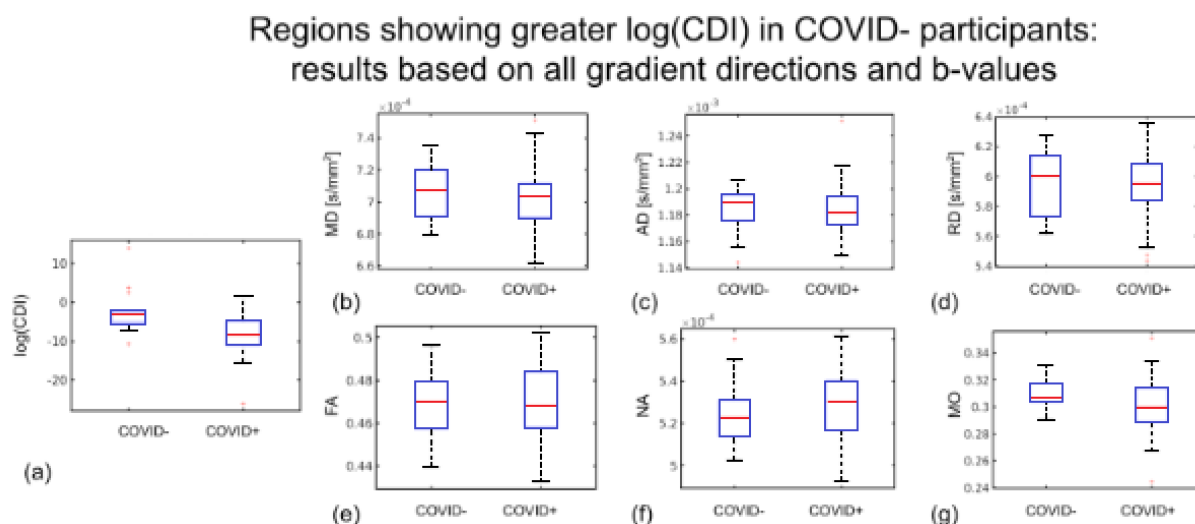 Regions showing greater log(CDI) in COVID- participants:
results based on all gradient directions and b-values
×10⁻⁴
7.4
7.2
7
6.8
6.6
MD [s/mm²]
COVID-
COVID+
(b)
×10⁻³
1.24
1.22
1.20
1.18
1.16
1.14
AD [s/mm²]
COVID-
COVID+
(c)
×10⁻⁴
6.4
6.2
6
5.8
5.6
5.4
RD [s/mm²]
COVID-
COVID+
(d)
10
0
-10
-20
log(CDI)
COVID-
COVID+
(a)
0.5
0.48
0.46
0.44
FA
COVID-
COVID+
(e)
×10⁻⁴
5.6
5.4
5.2
5
NA
COVID-
COVID+
(f)
0.34
0.32
0.3
0.28
0.26
0.24
MO
COVID-
COVID+
(g)